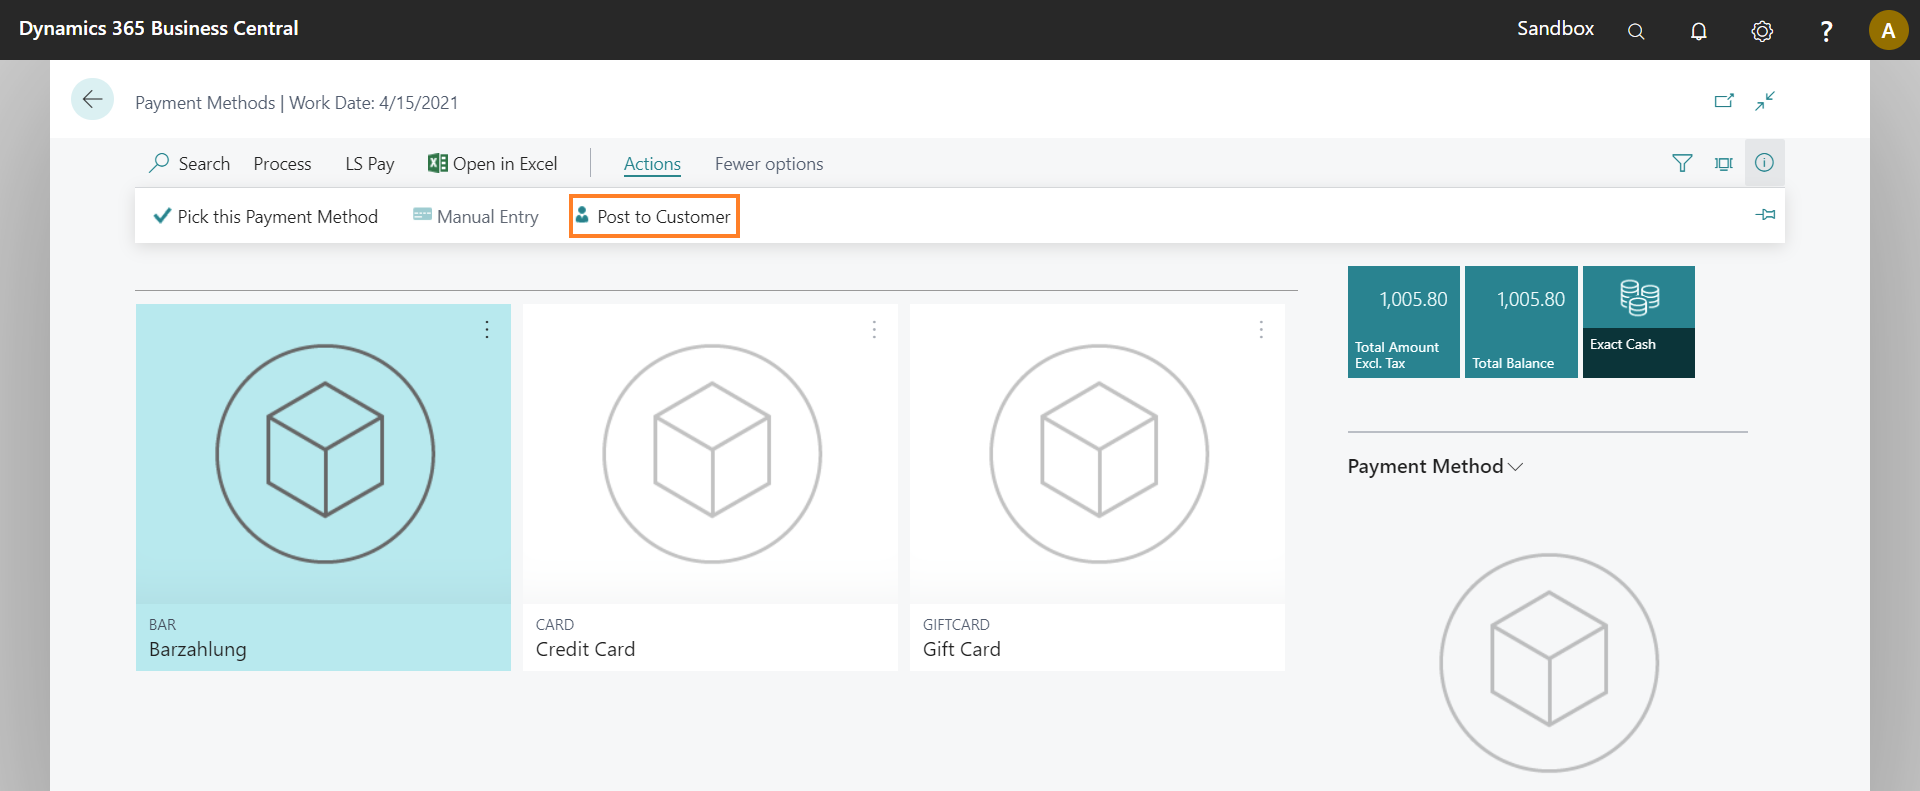 Dynamics 365 Business Central
Sandbox
?
A
Payment Methods | Work Date: 4/15/2021
Search Process LS Pay Open in Excel Actions Fewer options
Pick this Payment Method Manual Entry Post to Customer
1,005.80
Total Amount
Excl. Tax
1,005.80
Total Balance
Exact Cash
BAR
Barzahlung
CARD
Credit Card
GIFTCARD
Gift Card
Payment Method